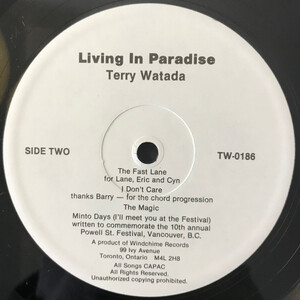 Living In Paradise
Terry Watada
SIDE TWO
TW-0186
The Fast Lane
for Lane, Eric and Cyn
I Don't Care
thanks Barry — for the chord progression
The Magic
Minto Days (I'll meet you at the Festival)
written to commemorate the 10th annual
Powell St. Festival, Vancouver, B.C.
A product of Windchime Records
99 Ivy Avenue
Toronto, Ontario M4L 2H8
All Songs CAPAC
All Rights Reserved.
Unauthorized copying prohibited.